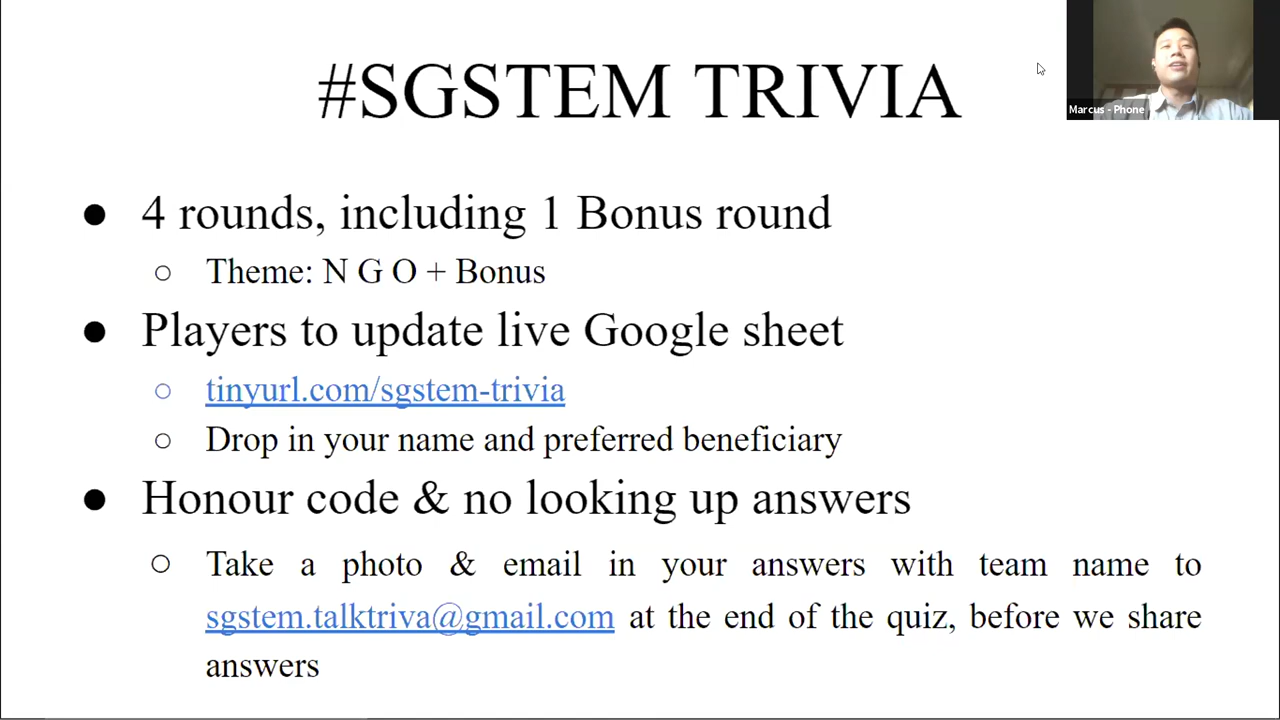 #SGSTEM TRIVIA
Marcus - Phone
● 4 rounds, including 1 Bonus round
○ Theme: N G O + Bonus
● Players to update live Google sheet
○ tinyurl.com/sgstem-trivia
○ Drop in your name and preferred beneficiary
● Honour code & no looking up answers
○ Take a photo & email in your answers with team name to
sgstem.talktriva@gmail.com at the end of the quiz, before we share
answers